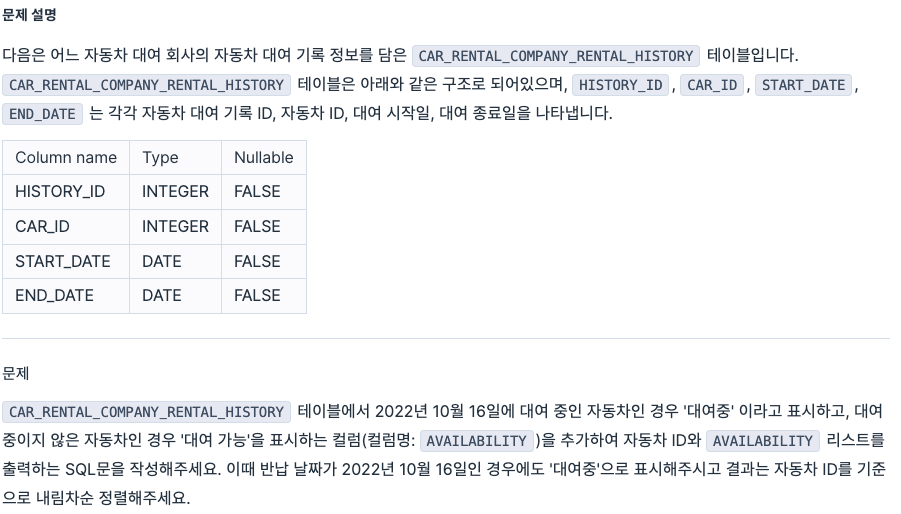 문제 설명
다음은 어느 자동차 대여 회사의 자동차 대여 기록 정보를 담은 CAR_RENTAL_COMPANY_RENTAL_HISTORY 테이블입니다.
CAR_RENTAL_COMPANY_RENTAL_HISTORY 테이블은 아래와 같은 구조로 되어있으며, HISTORY_ID, CAR_ID, START_DATE,
END_DATE 는 각각 자동차 대여 기록 ID, 자동차 ID, 대여 시작일, 대여 종료일을 나타냅니다.
Column name Type Nullable
HISTORY_ID INTEGER FALSE
CAR_ID INTEGER FALSE
START_DATE DATE FALSE
END_DATE DATE FALSE
문제
CAR_RENTAL_COMPANY_RENTAL_HISTORY 테이블에서 2022년 10월 16일에 대여 중인 자동차인 경우 '대여중' 이라고 표시하고, 대여
중이지 않은 자동차인 경우 '대여 가능'을 표시하는 컬럼(컬럼명: AVAILABILITY)을 추가하여 자동차 ID와 AVAILABILITY 리스트를
출력하는 SQL문을 작성해주세요. 이때 반납 날짜가 2022년 10월 16일인 경우에도 '대여중'으로 표시해주시고 결과는 자동차 ID를 기준
으로 내림차순 정렬해주세요.